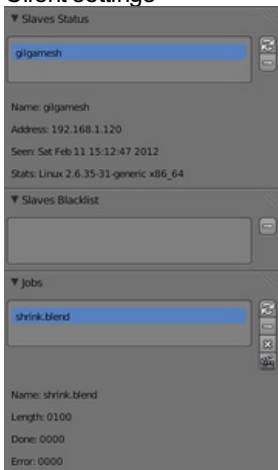 Client settings
Slaves Status
gilgamesh
Name: gilgamesh
Address: 192.168.1.120
Seen: Sat Feb 11 15:12:47 2012
Stats: Linux 2.6.35-31-generic x86_64
Slaves Blacklist
Jobs
shrink.blend
Name: shrink.blend
Length: 0100
Done: 0000
Error: 0000